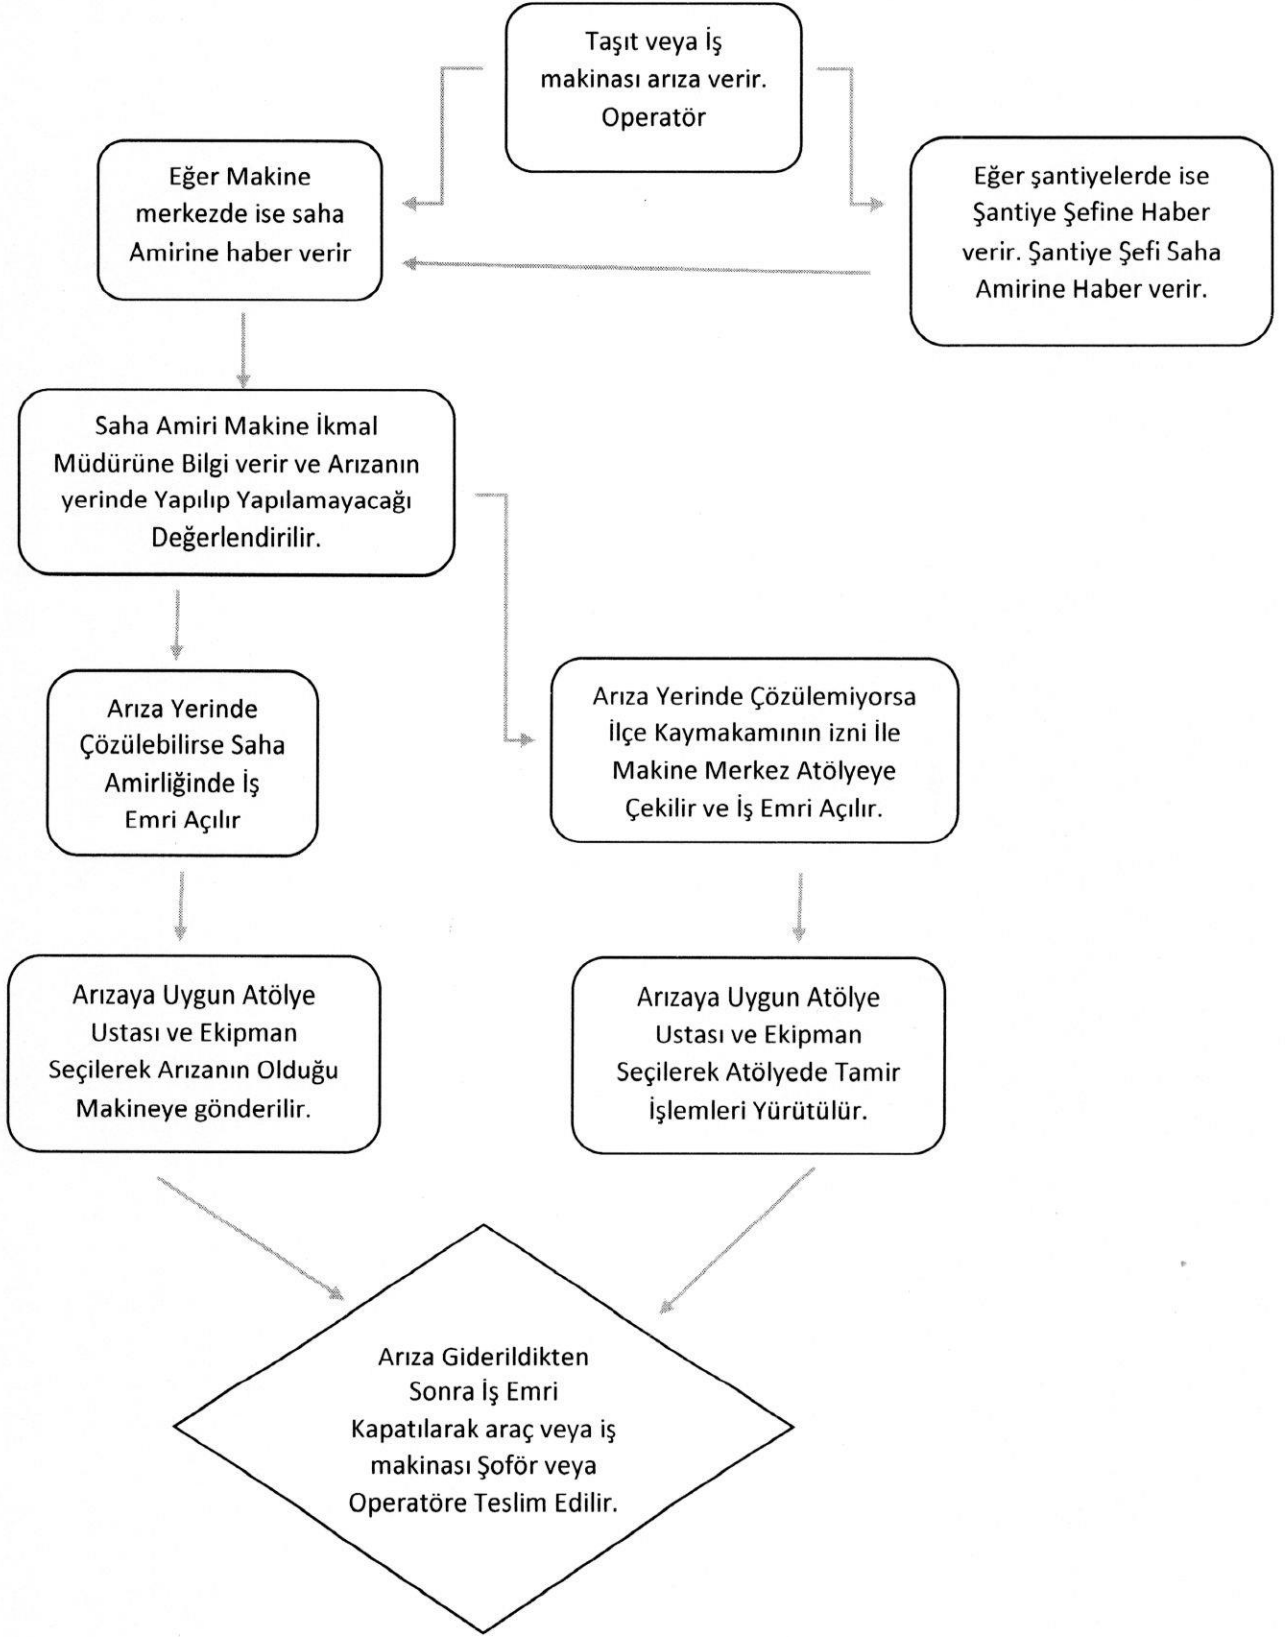 Taşıt veya İş
makinası arıza verir.
Operatör
Eğer Makine
merkezde ise saha
Amirine haber verir
Eğer şantiyelerde ise
Şantiye Şefine Haber
verir. Şantiye Şefi Saha
Amirine Haber verir.
Saha Amiri Makine İkmal
Müdürüne Bilgi verir ve Arızanın
yerinde Yapılıp Yapılamayacağı
Değerlendirilir.
Arıza Yerinde
Çözülebilirse Saha
Amirliğinde İş
Emri Açılır
Arıza Yerinde Çözülemiyorsa
İlçe Kaymakamının izni İle
Makine Merkez Atölyeye
Çekilir ve İş Emri Açılır.
Arızaya Uygun Atölye
Ustası ve Ekipman
Seçilerek Arızanın Olduğu
Makineye gönderilir.
Arızaya Uygun Atölye
Ustası ve Ekipman
Seçilerek Atölyede Tamir
İşlemleri Yürütülür.
Arıza Giderildikten
Sonra İş Emri
Kapatılarak araç veya iş
makinası Şoför veya
Operatöre Teslim Edilir.